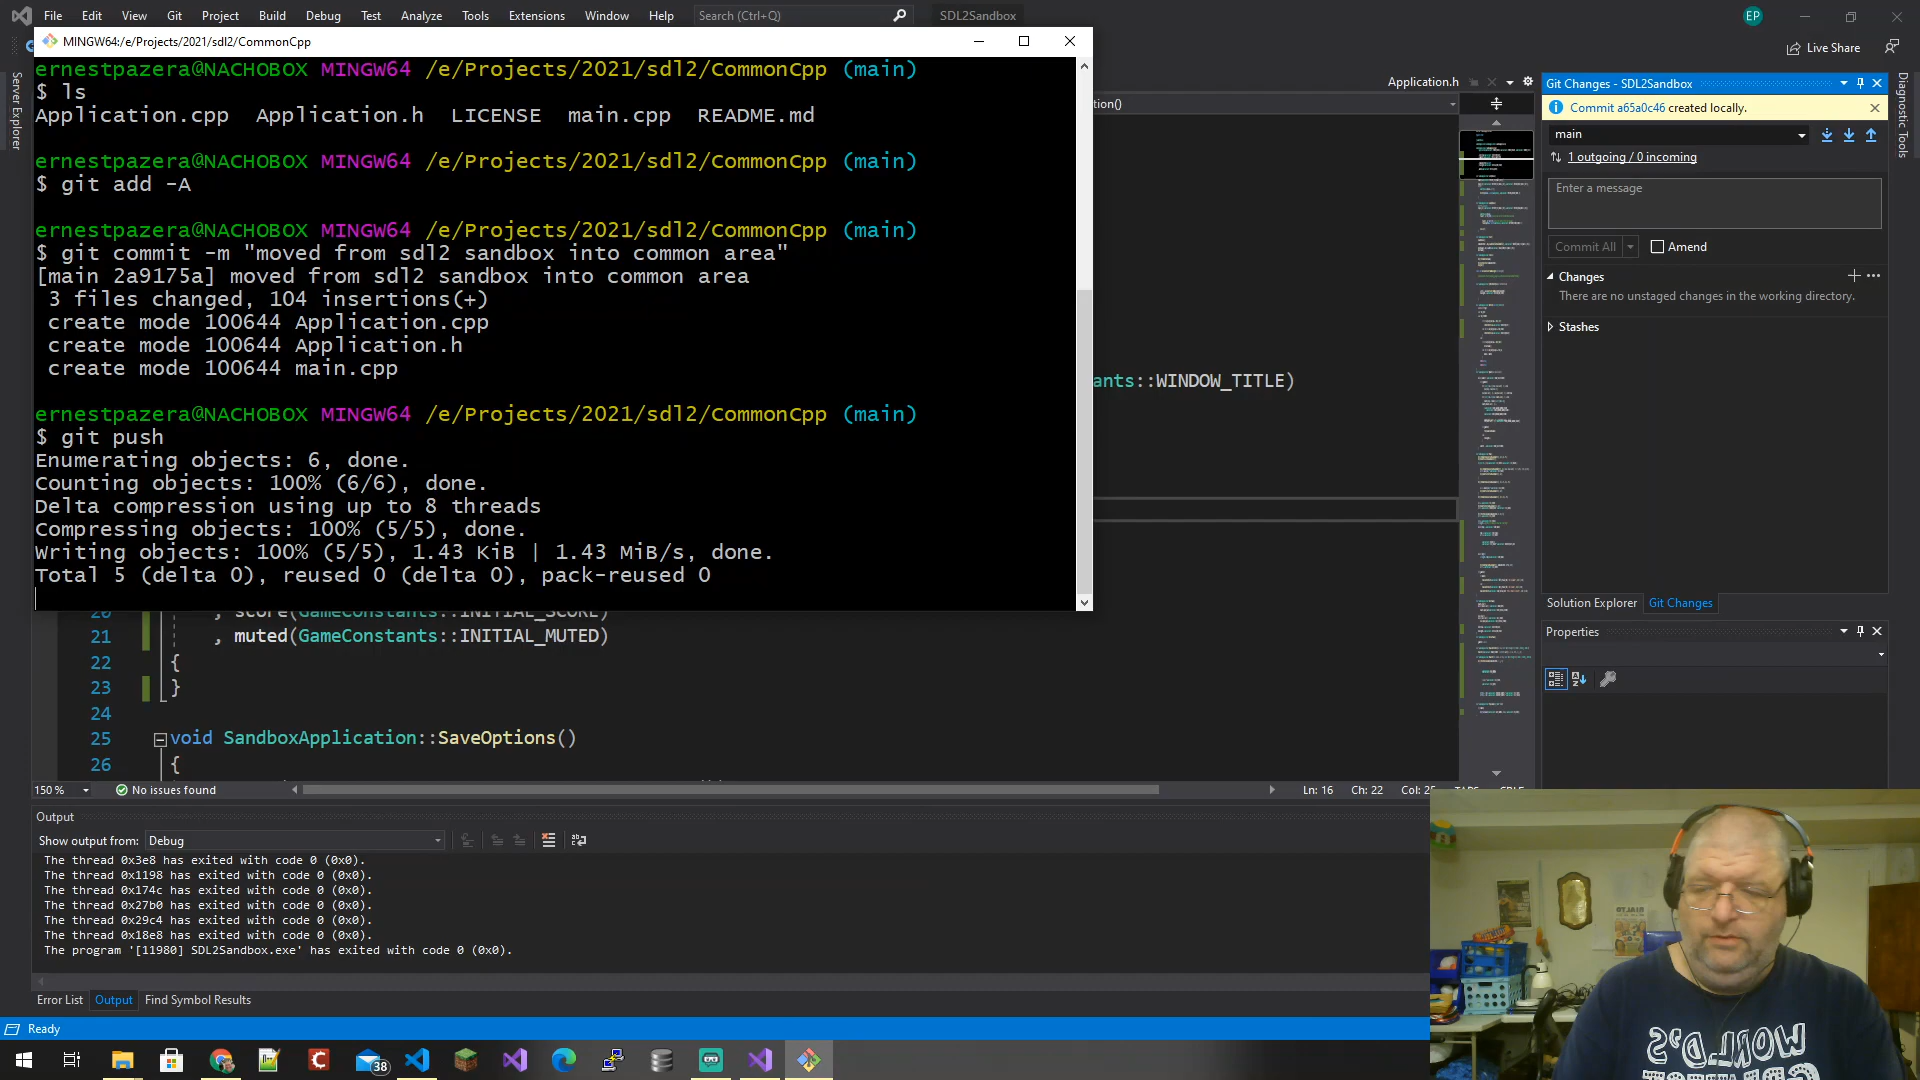 File Edit View Git Project Build Debug Test Analyze Tools Extensions Window Help Search (Ctrl+Q) SDL2Sandbox EP
Live Share
MINGW64:/e/Projects/2021/sdl2/CommonCpp
ernestpazera@NACHOBOX MINGW64 /e/Projects/2021/sdl2/CommonCpp (main)
$ ls
Application.cpp Application.h LICENSE main.cpp README.md
ernestpazera@NACHOBOX MINGW64 /e/Projects/2021/sdl2/CommonCpp (main)
$ git add -A
ernestpazera@NACHOBOX MINGW64 /e/Projects/2021/sdl2/CommonCpp (main)
$ git commit -m "moved from sdl2 sandbox into common area"
[main 2a9175a] moved from sdl2 sandbox into common area
3 files changed, 104 insertions(+)
create mode 100644 Application.cpp
create mode 100644 Application.h
create mode 100644 main.cpp
ernestpazera@NACHOBOX MINGW64 /e/Projects/2021/sdl2/CommonCpp (main)
$ git push
Enumerating objects: 6, done.
Counting objects: 100% (6/6), done.
Delta compression using up to 8 threads
Compressing objects: 100% (5/5), done.
Writing objects: 100% (5/5), 1.43 KiB | 1.43 MiB/s, done.
Total 5 (delta 0), reused 0 (delta 0), pack-reused 0
Server Explorer
Application.h
tion()
ants::WINDOW_TITLE)
20 , score(GameConstants::INITIAL_SCORE)
21 , muted(GameConstants::INITIAL_MUTED)
22 {
23 }
24
25 void SandboxApplication::SaveOptions()
26 {
150 % No issues found Ln: 16 Ch: 22
Git Changes - SDL2Sandbox
Commit a65a0c46 created locally.
main
1 outgoing / 0 incoming
Enter a message
Commit All Amend
Changes
There are no unstaged changes in the working directory.
Stashes
Solution Explorer Git Changes
Properties
Diagnostic Tools
Output
Show output from: Debug
The thread 0x3e8 has exited with code 0 (0x0).
The thread 0x1198 has exited with code 0 (0x0).
The thread 0x174c has exited with code 0 (0x0).
The thread 0x27b0 has exited with code 0 (0x0).
The thread 0x29c4 has exited with code 0 (0x0).
The thread 0x18e8 has exited with code 0 (0x0).
The program '[11980] SDL2Sandbox.exe' has exited with code 0 (0x0).
Error List Output Find Symbol Results
Ready
38
WORLD'S